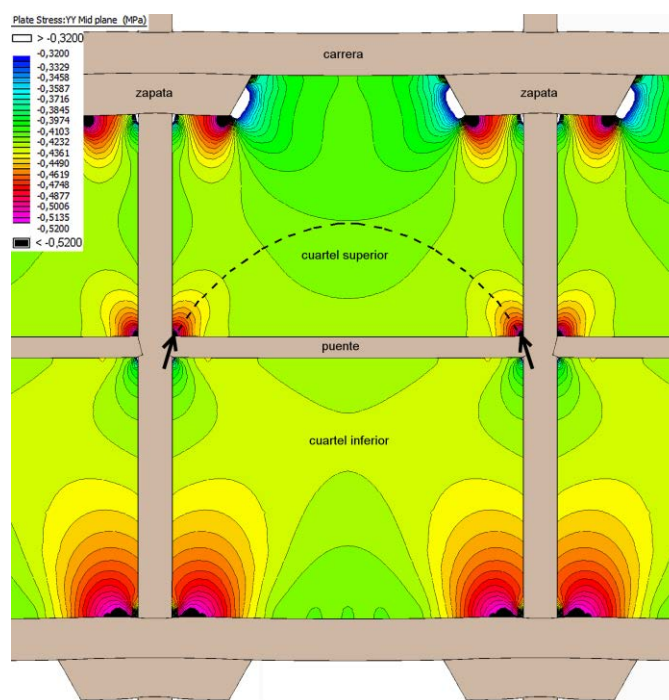 Plate Stress:YY Mid plane (MPa)
> -0,3200
-0,3200
-0,3329
-0,3458
-0,3587
-0,3716
-0,3845
-0,3974
-0,4103
-0,4232
-0,4361
-0,4490
-0,4619
-0,4748
-0,4877
-0,5006
-0,5135
-0,5200
< -0,5200
carrera
zapata
zapata
cuartel superior
puente
cuartel inferior